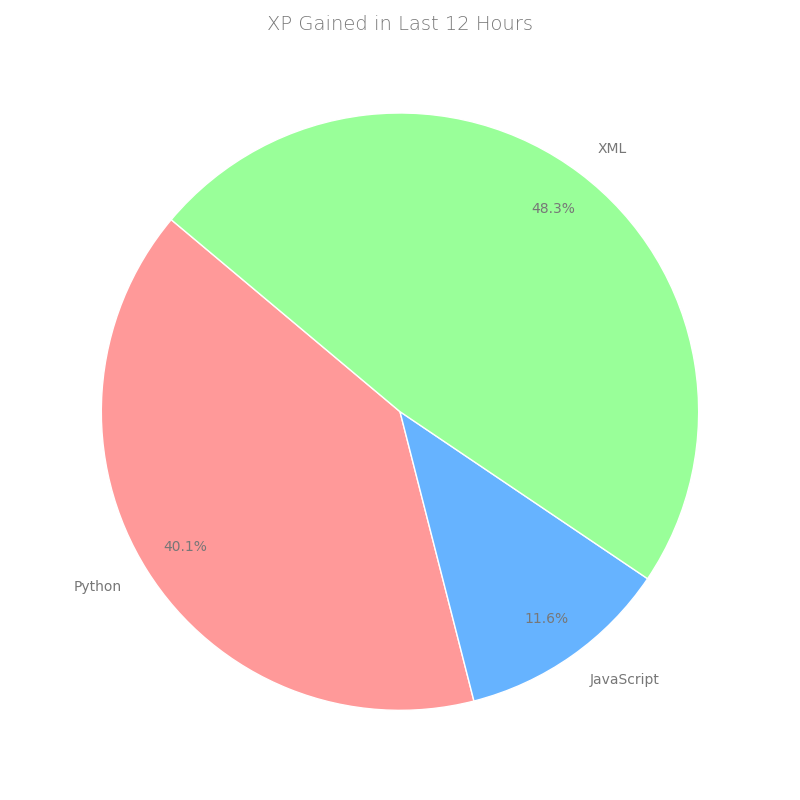 XP Gained in Last 12 Hours
XML
48.3%
40.1%
Python
11.6%
JavaScript